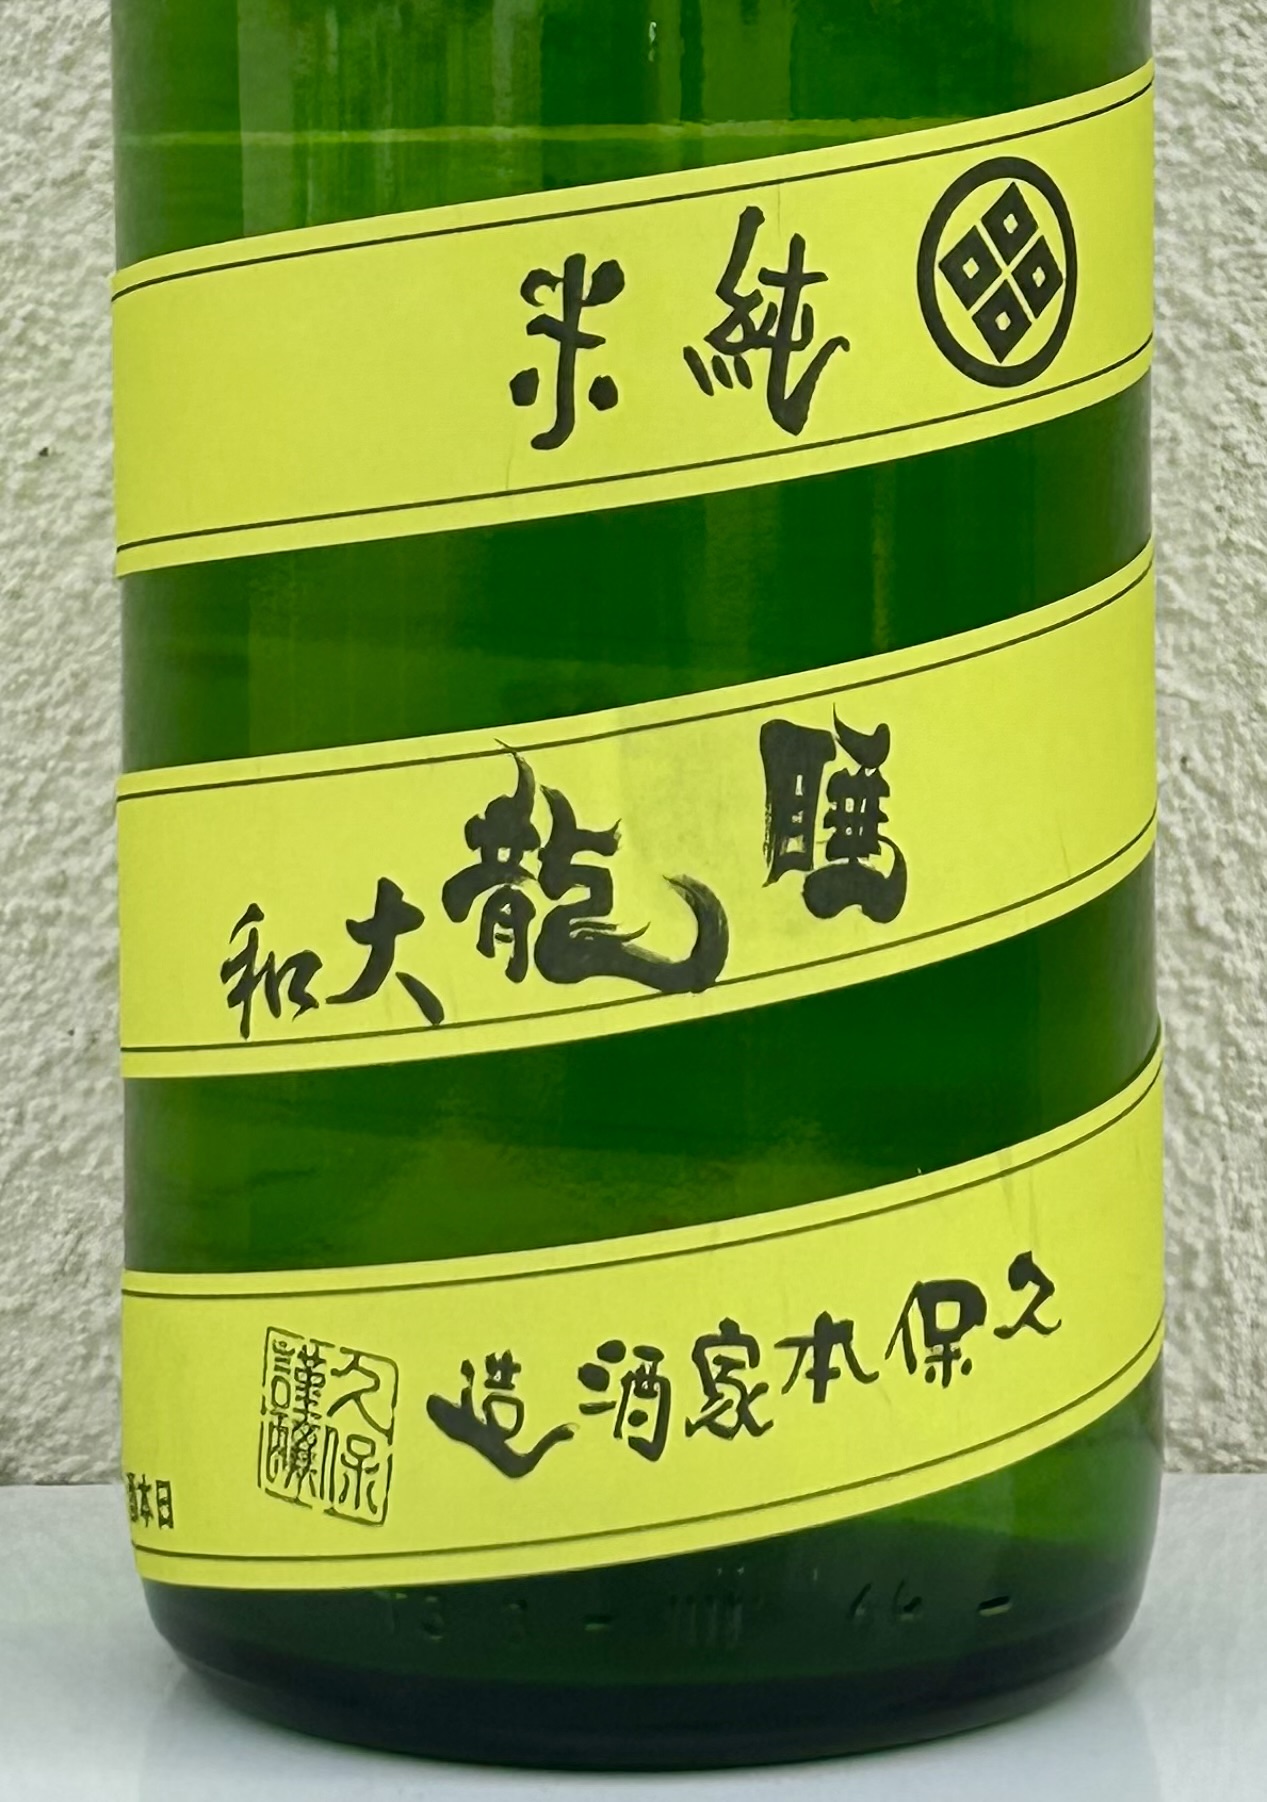 純米
睡龍大和
久保本家酒造
久保
謹醸
日本酒